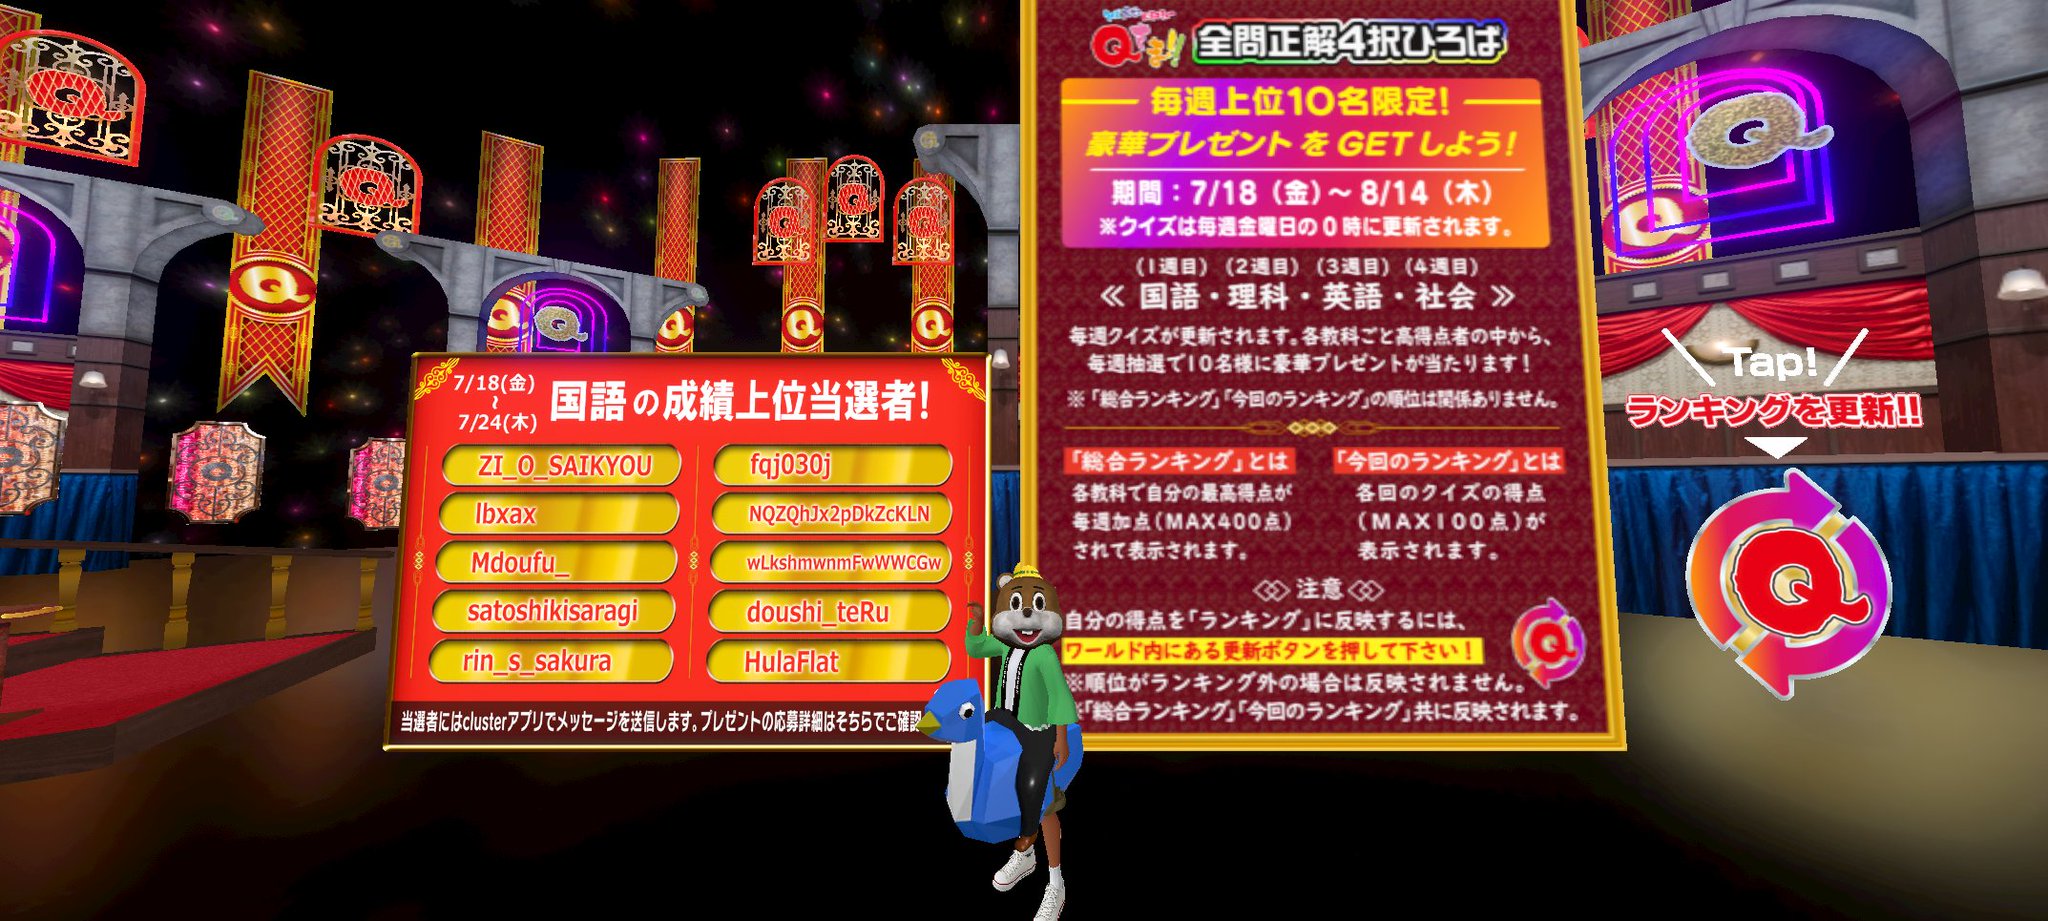 7/18(金)
～
7/24(木)
国語の成績上位当選者!
ZI_O_SAIKYOU
lbxax
Mdoufu_
satoshikisaragi
rin_s_sakura
fqj030j
NQZQhJx2pDkZcKLN
wLkshmwnmFwWWCGw
doushi_teRu
HulaFlat
当選者にはclusterアプリでメッセージを送信します。プレゼントの応募詳細はそちらでご確認
Qさま!!
全問正解4択ひろば
毎週上位10名限定!
豪華プレゼントをGETしよう!
期間:7/18(金)～8/14(木)
※クイズは毎週金曜日の0時に更新されます。
(1週目)(2週目)(3週目)(4週目)
≪ 国語・理科・英語・社会 ≫
毎週クイズが更新されます。各教科ごと高得点者の中から、
毎週抽選で10名様に豪華プレゼントが当たります!
※「総合ランキング」「今回のランキング」の順位は関係ありません。
「総合ランキング」とは
各教科で自分の最高得点が
毎週加点(MAX400点)
されて表示されます。
「今回のランキング」とは
各回のクイズの得点
(MAX100点)が
表示されます。
注意
自分の得点を「ランキング」に反映するには、
ワールド内にある更新ボタンを押して下さい!
※順位がランキング外の場合は反映されません。
※「総合ランキング」「今回のランキング」共に反映されます。
Tap!
ランキングを更新!!
Q